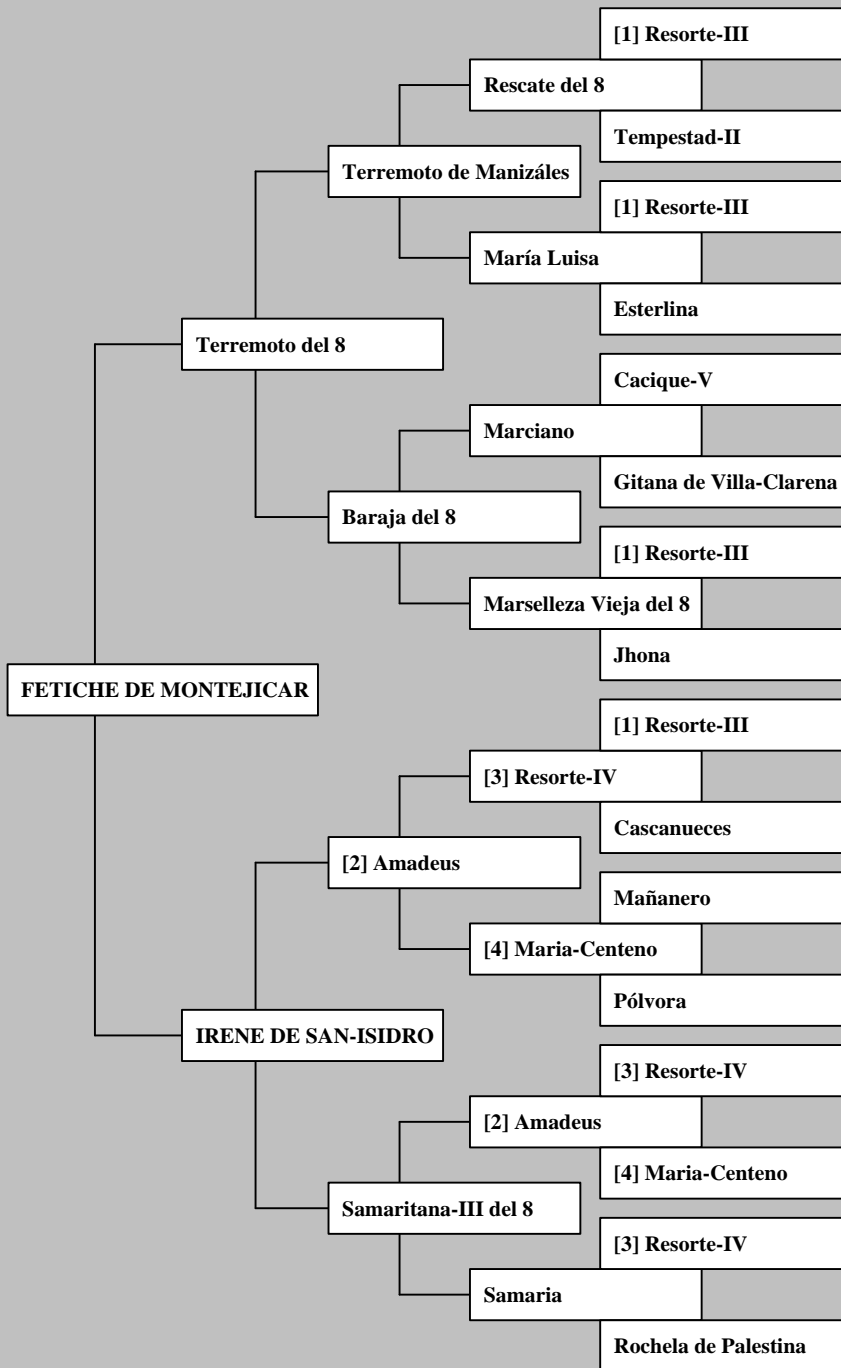 [1] Resorte-III
Rescate del 8
Tempestad-II
Terremoto de Manizáles
[1] Resorte-III
María Luisa
Esterlina
Terremoto del 8
Cacique-V
Marciano
Gitana de Villa-Clarena
Baraja del 8
[1] Resorte-III
Marselleza Vieja del 8
Jhona
FETICHE DE MONTEJICAR
[1] Resorte-III
[3] Resorte-IV
Cascanueces
[2] Amadeus
Mañanero
[4] Maria-Centeno
Pólvora
IRENE DE SAN-ISIDRO
[3] Resorte-IV
[2] Amadeus
[4] Maria-Centeno
Samaritana-III del 8
[3] Resorte-IV
Samaria
Rochela de Palestina